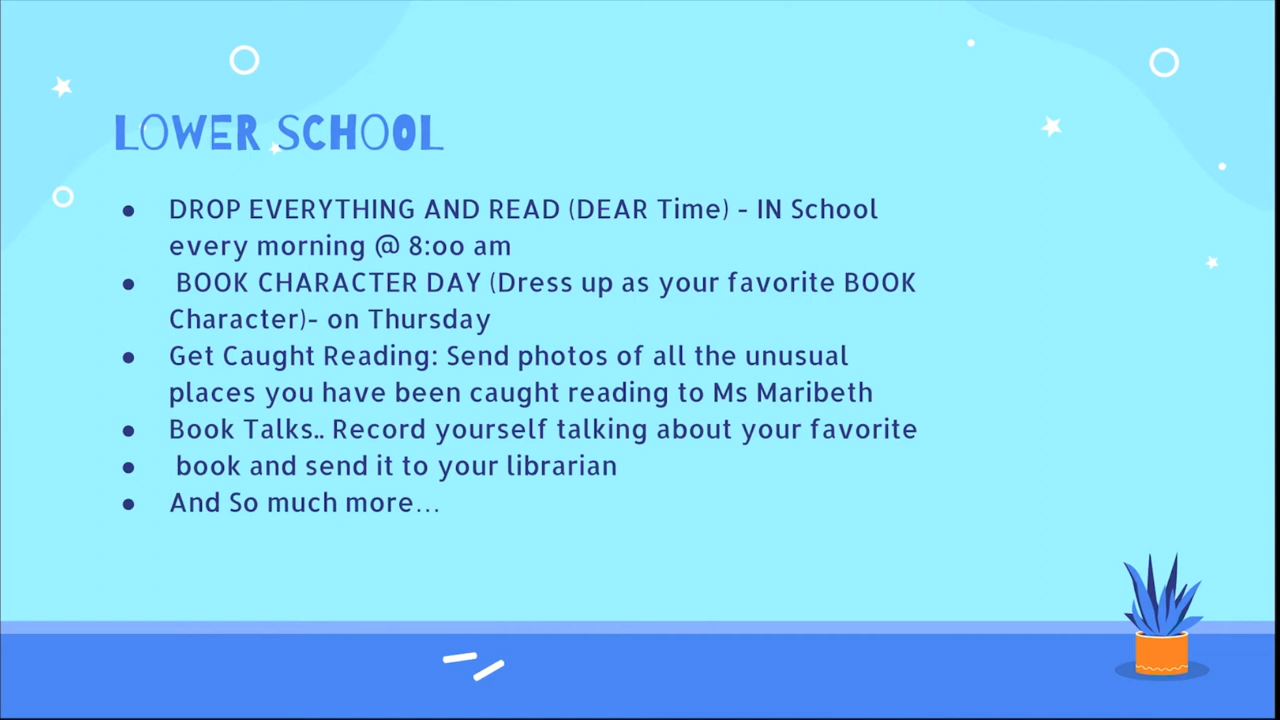 LOWER SCHOOL
● DROP EVERYTHING AND READ (DEAR Time) - IN School
every morning @ 8:oo am
● BOOK CHARACTER DAY (Dress up as your favorite BOOK
Character)- on Thursday
● Get Caught Reading: Send photos of all the unusual
places you have been caught reading to Ms Maribeth
● Book Talks.. Record yourself talking about your favorite
● book and send it to your librarian
● And So much more...